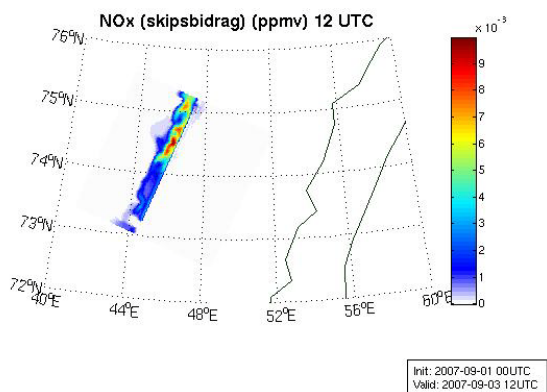 NOx (skipsbidrag) (ppmv) 12 UTC
x 10⁻³
76°N
75°N
74°N
73°N
72°N
40°E
44°E
48°E
52°E
56°E
60°E
9
8
7
6
5
4
3
2
1
0
Init: 2007-09-01 00UTC
Valid: 2007-09-03 12UTC